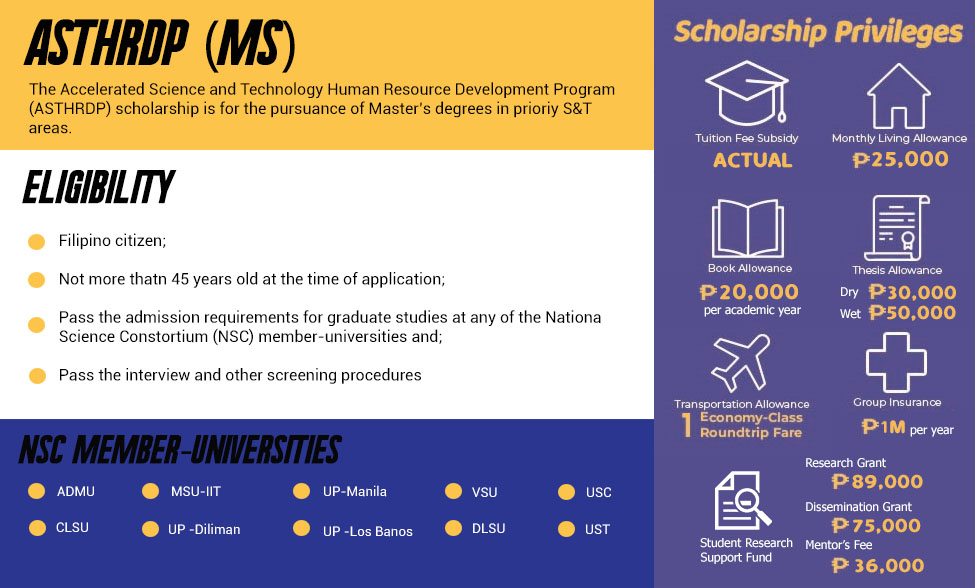 ASTHRDP (MS)
The Accelerated Science and Technology Human Resource Development Program
(ASTHRDP) scholarship is for the pursuance of Master's degrees in prioriy S&T
areas.
ELIGIBILITY
Filipino citizen;
Not more thatn 45 years old at the time of application;
Pass the admission requirements for graduate studies at any of the Nationa
Science Constortium (NSC) member-universities and;
Pass the interview and other screening procedures
NSC MEMBER-UNIVERSITIES
ADMU
MSU-IIT
UP-Manila
VSU
USC
CLSU
UP -Diliman
UP -Los Banos
DLSU
UST
Scholarship Privileges
Tuition Fee Subsidy
ACTUAL
Monthly Living Allowance
₱25,000
Book Allowance
₱20,000
per academic year
Thesis Allowance
Dry ₱30,000
Wet ₱50,000
Transportation Allowance
1 Economy-Class
Roundtrip Fare
Group Insurance
₱1M per year
Student Research
Support Fund
Research Grant
₱89,000
Dissemination Grant
₱75,000
Mentor's Fee
₱ 36,000